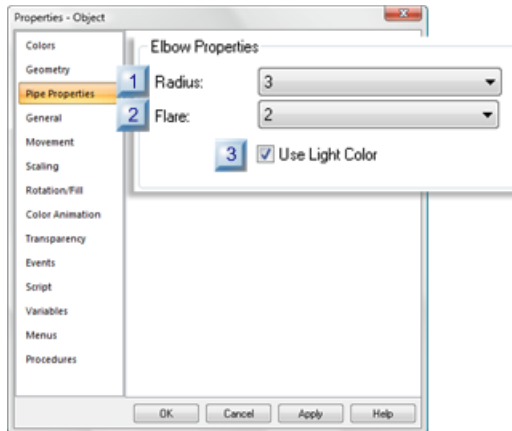 Properties - Object
Colors
Geometry
Pipe Properties
General
Movement
Scaling
Rotation/Fill
Color Animation
Transparency
Events
Script
Variables
Menus
Procedures
Elbow Properties
1 Radius: 3
2 Flare: 2
3 Use Light Color
OK Cancel Apply Help